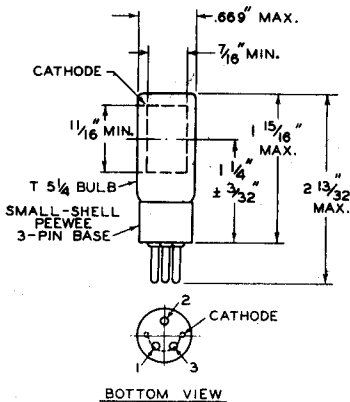 .669" MAX.
7/16" MIN.
CATHODE
11/16" MIN.
1 15/16" MAX.
1 1/4" ± 3/32"
2 13/32" MAX.
T 5 1/4 BULB
SMALL-SHELL
PEEWEE
3-PIN BASE
2
CATHODE
1
3
BOTTOM VIEW